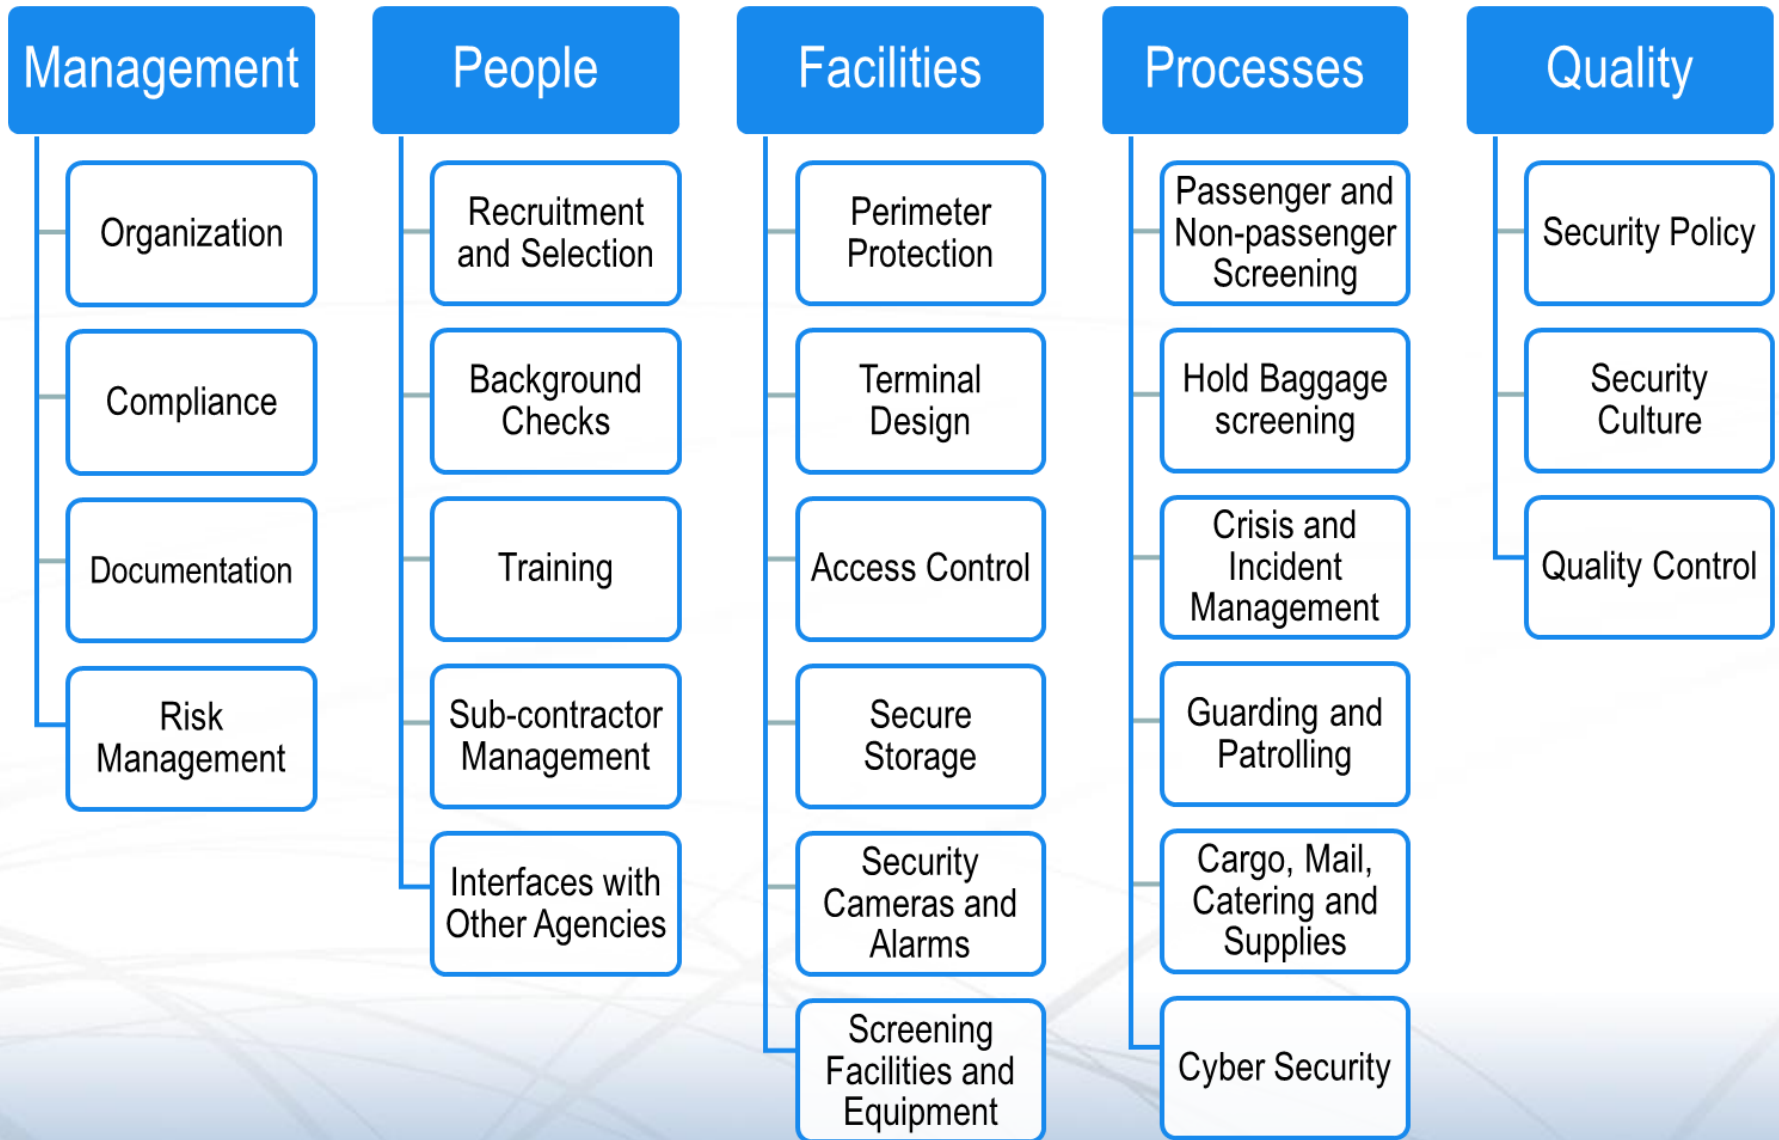 Management
Organization
Compliance
Documentation
Risk
Management
People
Recruitment
and Selection
Background
Checks
Training
Sub-contractor
Management
Interfaces with
Other Agencies
Facilities
Perimeter
Protection
Terminal
Design
Access Control
Secure
Storage
Security
Cameras and
Alarms
Screening
Facilities and
Equipment
Processes
Passenger and
Non-passenger
Screening
Hold Baggage
screening
Crisis and
Incident
Management
Guarding and
Patrolling
Cargo, Mail,
Catering and
Supplies
Cyber Security
Quality
Security Policy
Security
Culture
Quality Control